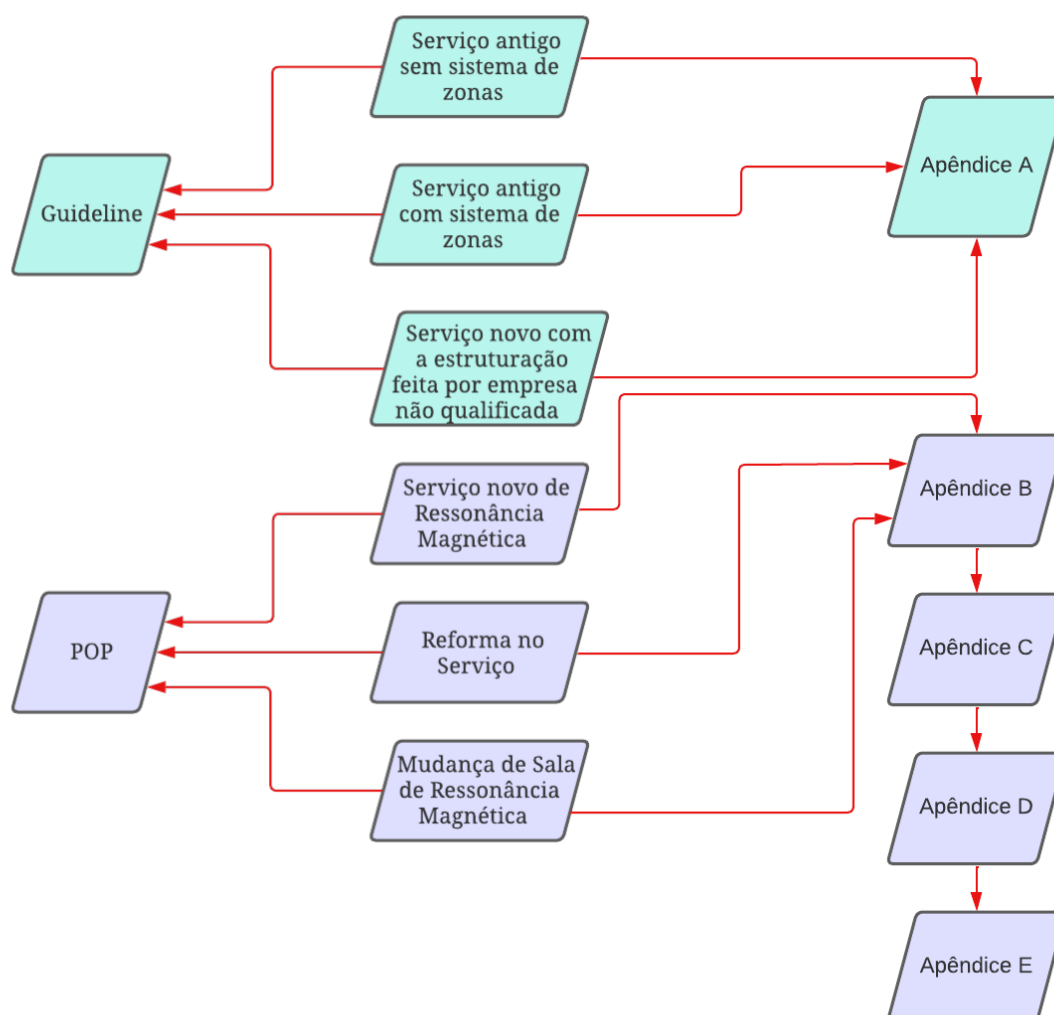 Serviço antigo
sem sistema de
zonas
Apêndice A
Guideline
Serviço antigo
com sistema de
zonas
Serviço novo com
a estruturação
feita por empresa
não qualificada
Serviço novo de
Ressonância
Magnética
Apêndice B
POP
Reforma no
Serviço
Apêndice C
Mudança de Sala
de Ressonância
Magnética
Apêndice D
Apêndice E